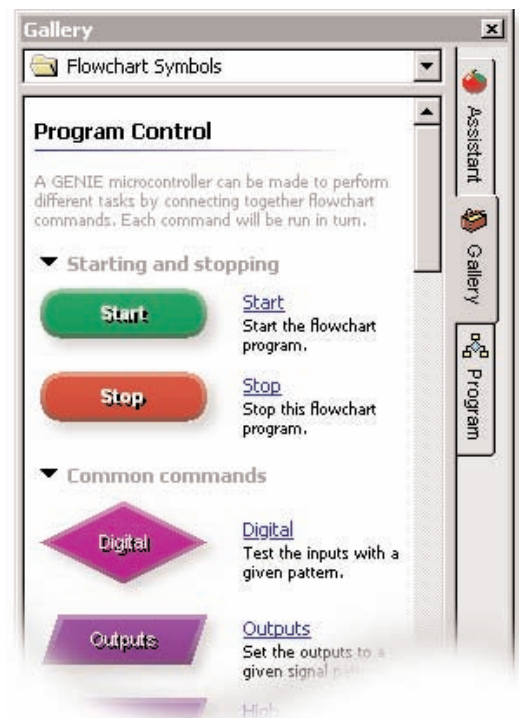 Gallery
Flowchart Symbols
Program Control
A GENIE microcontroller can be made to perform
different tasks by connecting together flowchart
commands. Each command will be run in turn.
Starting and stopping
Start
Start
Start the flowchart
program.
Stop
Stop
Stop this flowchart
program.
Common commands
Digital
Digital
Test the inputs with a
given pattern.
Outputs
Outputs
Set the outputs to a
given signal
High
Assistant
Gallery
Program